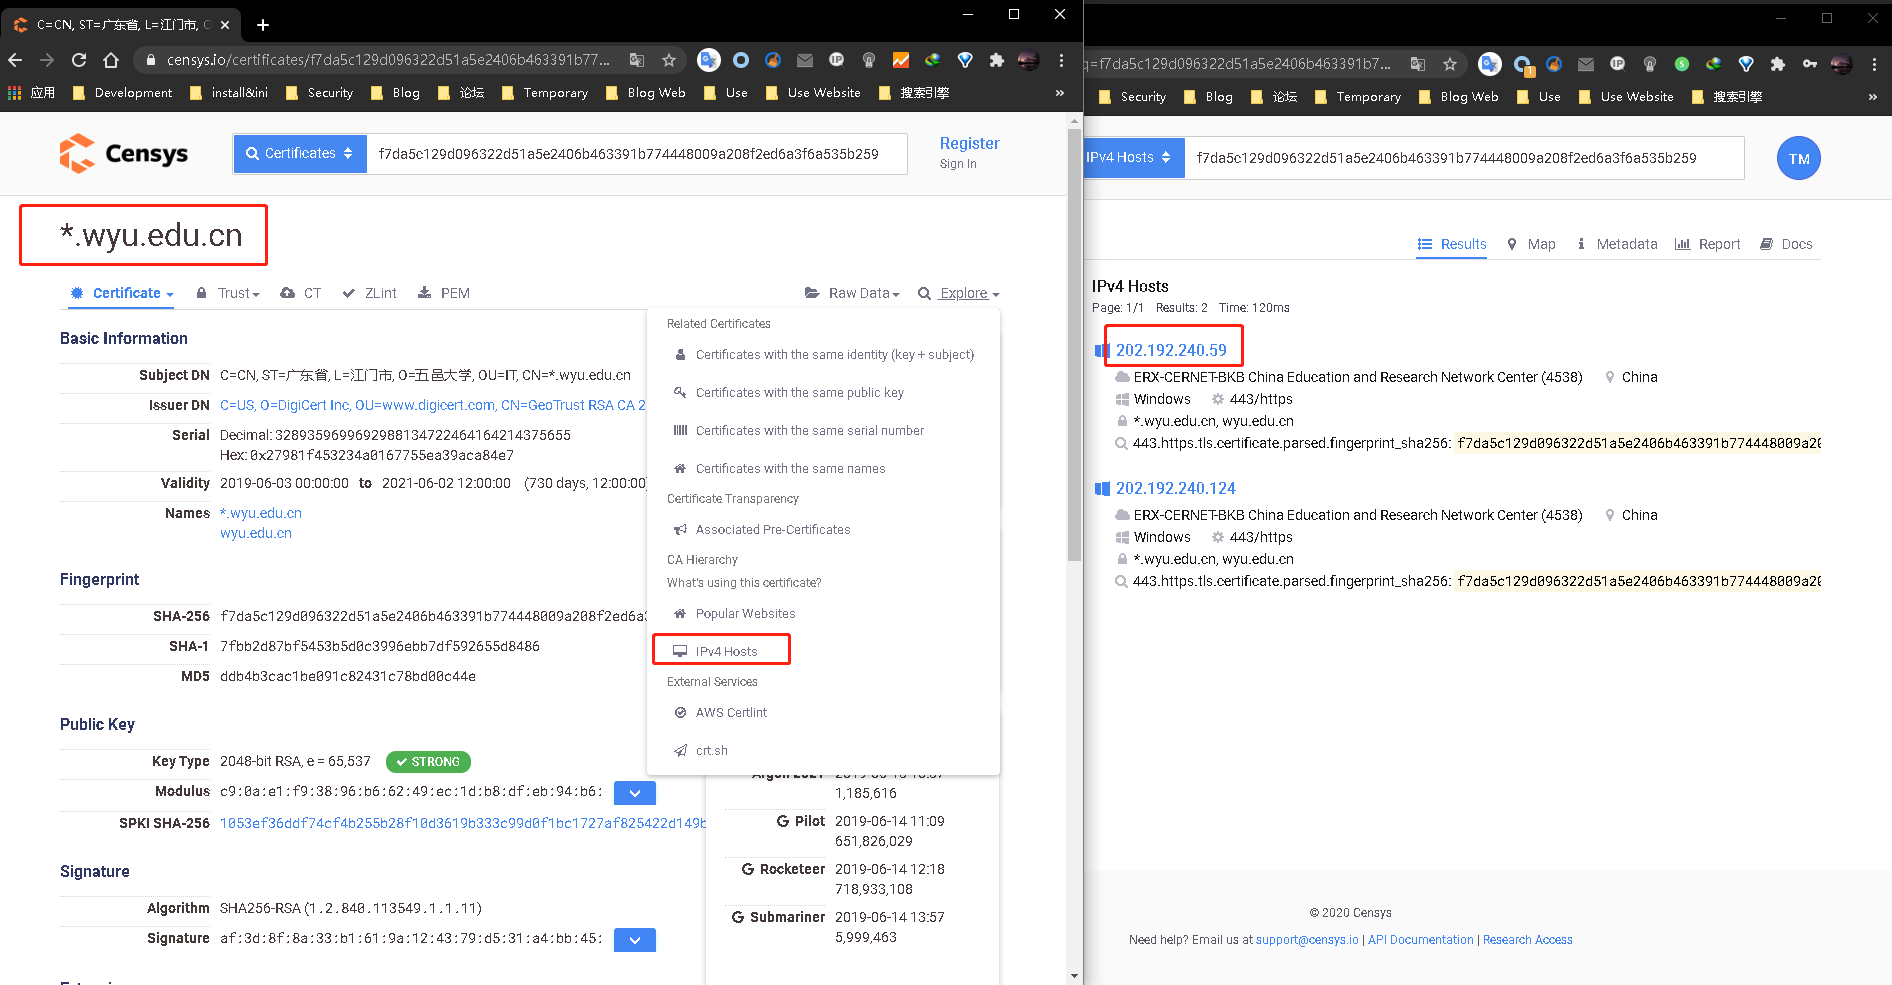 C=CN, ST=广东省, L=江门市, C
censys.io/certificates/f7da5c129d096322d51a5e2406b463391b77...
应用 Development install&ini Security Blog 论坛 Temporary Blog Web Use Use Website 搜索引擎 »
Censys
Certificates
f7da5c129d096322d51a5e2406b463391b774448009a208f2ed6a3f6a535b259
Register
Sign In
*.wyu.edu.cn
Certificate Trust CT ZLint PEM Raw Data Explore
Basic Information
Subject DN C=CN, ST=广东省, L=江门市, O=五邑大学, OU=IT, CN=*.wyu.edu.cn
Issuer DN C=US, O=DigiCert Inc, OU=www.digicert.com, CN=GeoTrust RSA CA 2
Serial Decimal: 3289359699692988134722464164214375655
Hex: 0x27981f453234a0167755ea39aca84e7
Validity 2019-06-03 00:00:00 to 2021-06-02 12:00:00 (730 days, 12:00:00)
Names *.wyu.edu.cn
wyu.edu.cn
Fingerprint
SHA-256 f7da5c129d096322d51a5e2406b463391b774448009a208f2ed6a3
SHA-1 7fbb2d87bf5453b5d0c3996ebb7df592655d8486
MD5 ddb4b3cac1be091c82431c78bd00c44e
Public Key
Key Type 2048-bit RSA, e = 65,537 STRONG
Modulus c9:0a:e1:f9:38:96:b6:62:49:ec:1d:b8:df:eb:94:b6:
SPKI SHA-256 1053ef36ddf74cf4b255b28f10d3619b333c99d0f1bc1727af825422d149b
Signature
Algorithm SHA256-RSA (1.2.840.113549.1.1.11)
Signature af:3d:8f:8a:33:b1:61:9a:12:43:79:d5:31:a4:bb:45:
Related Certificates
Certificates with the same identity (key + subject)
Certificates with the same public key
Certificates with the same serial number
Certificates with the same names
Certificate Transparency
Associated Pre-Certificates
CA Hierarchy
What's using this certificate?
Popular Websites
IPv4 Hosts
External Services
AWS Certlint
crt.sh
1,185,616
Pilot 2019-06-14 11:09
651,826,029
Rocketeer 2019-06-14 12:18
718,933,108
Submariner 2019-06-14 13:57
5,999,463
q=f7da5c129d096322d51a5e2406b463391b77...
Security Blog 论坛 Temporary Blog Web Use Use Website 搜索引擎 »
IPv4 Hosts
f7da5c129d096322d51a5e2406b463391b774448009a208f2ed6a3f6a535b259
TM
Results Map Metadata Report Docs
IPv4 Hosts
Page: 1/1 Results: 2 Time: 120ms
202.192.240.59
ERX-CERNET-BKB China Education and Research Network Center (4538) China
Windows 443/https
*.wyu.edu.cn, wyu.edu.cn
443.https.tls.certificate.parsed.fingerprint_sha256: f7da5c129d096322d51a5e2406b463391b774448009a20
202.192.240.124
ERX-CERNET-BKB China Education and Research Network Center (4538) China
Windows 443/https
*.wyu.edu.cn, wyu.edu.cn
443.https.tls.certificate.parsed.fingerprint_sha256: f7da5c129d096322d51a5e2406b463391b774448009a20
© 2020 Censys
Need help? Email us at support@censys.io | API Documentation | Research Access